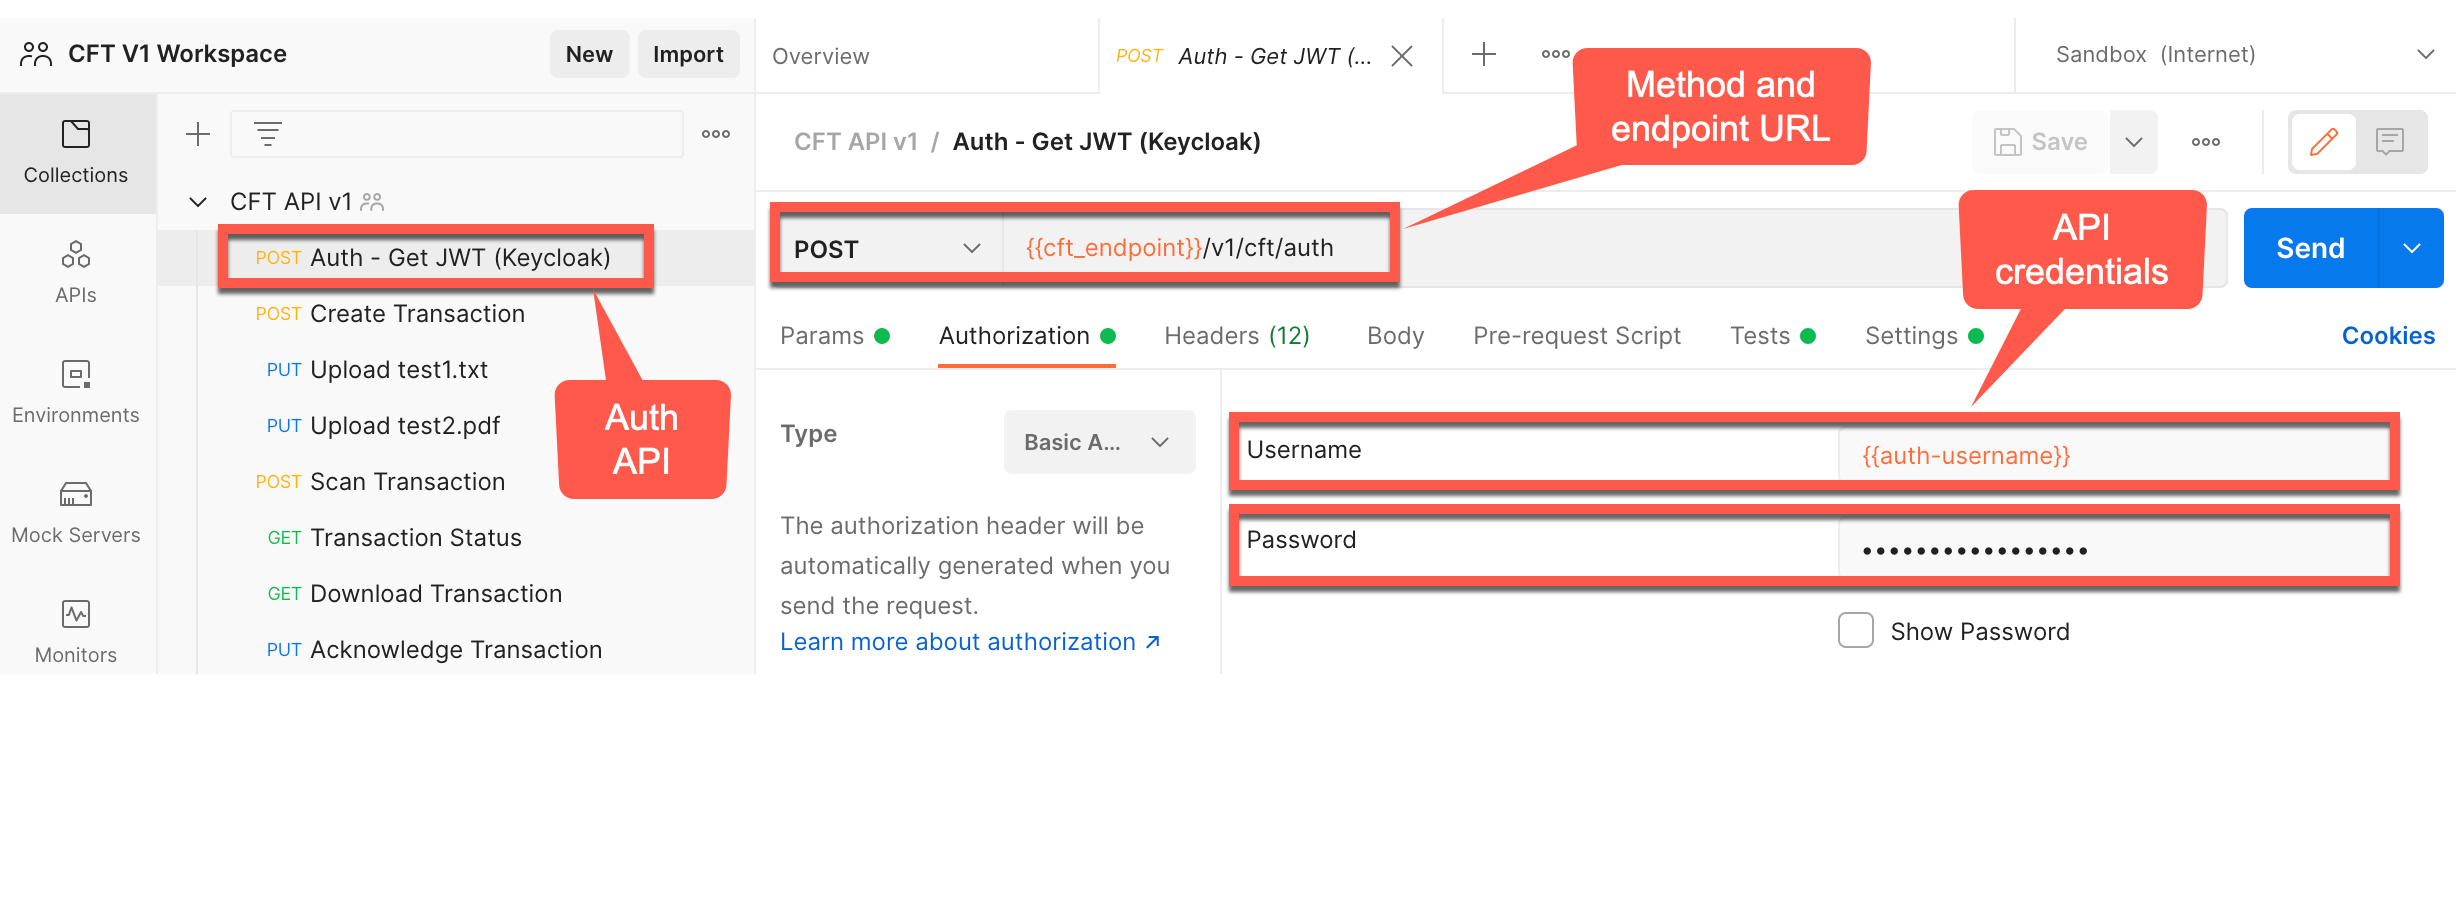 CFT V1 Workspace
New
Import
Overview
POST Auth - Get JWT (...
Sandbox (Internet)
Method and
endpoint URL
Collections
APIs
Environments
Mock Servers
Monitors
CFT API v1
POST Auth - Get JWT (Keycloak)
POST Create Transaction
PUT Upload test1.txt
PUT Upload test2.pdf
POST Scan Transaction
GET Transaction Status
GET Download Transaction
PUT Acknowledge Transaction
Auth
API
CFT API v1 / Auth - Get JWT (Keycloak)
Save
POST
{{cft_endpoint}}/v1/cft/auth
API
credentials
Send
Params
Authorization
Headers (12)
Body
Pre-request Script
Tests
Settings
Cookies
Type
Basic A...
The authorization header will be
automatically generated when you
send the request.
Learn more about authorization ↗
Username
{{auth-username}}
Password
•••••••••••••••••
Show Password